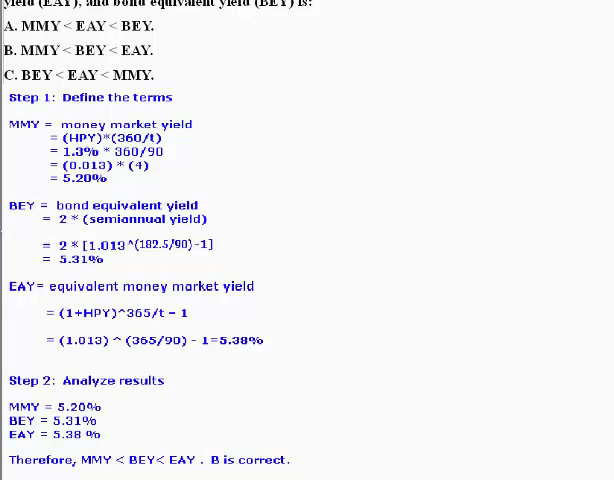 yield (EAY), and bond equivalent yield (BEY) is:
A. MMY < EAY < BEY.
B. MMY < BEY < EAY.
C. BEY < EAY < MMY.
Step 1: Define the terms
MMY = money market yield
= (HPY)*(360/t)
= 1.3% * 360/90
= (0.013) * (4)
= 5.20%
BEY = bond equivalent yield
= 2 * (semiannual yield)
= 2 * [1.013^(182.5/90)-1]
= 5.31%
EAY= equivalent money market yield
= (1+HPY)^365/t - 1
= (1.013) ^ (365/90) - 1=5.38%
Step 2: Analyze results
MMY = 5.20%
BEY = 5.31%
EAY = 5.38 %
Therefore, MMY < BEY< EAY . B is correct.